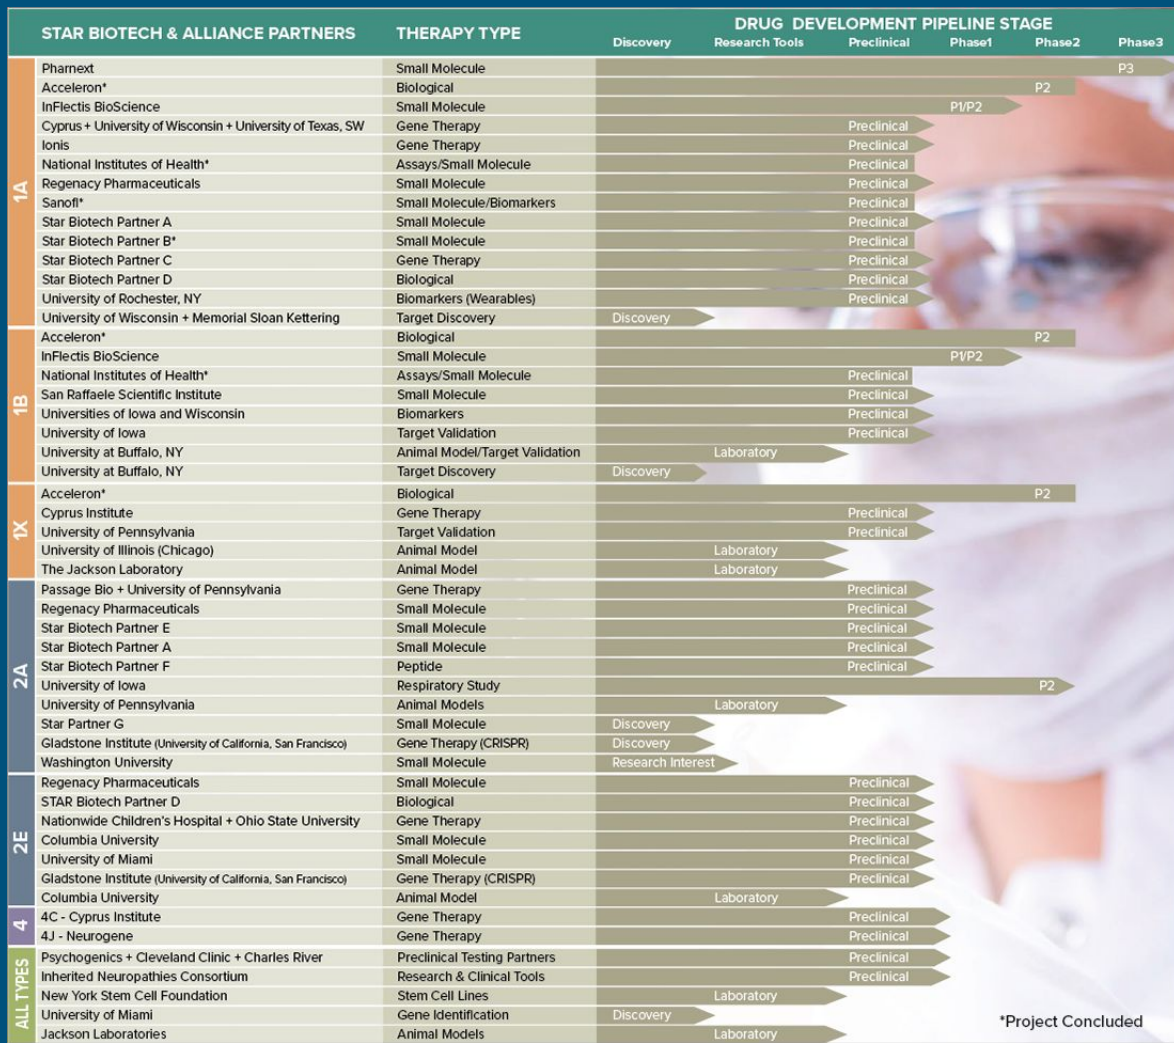 STAR BIOTECH & ALLIANCE PARTNERS THERAPY TYPE DRUG DEVELOPMENT PIPELINE STAGE
Discovery Research Tools Preclinical Phase1 Phase2 Phase3
1A
Pharnext Small Molecule P3
Acceleron* Biological P2
InFlectis BioScience Small Molecule P1/P2
Cyprus + University of Wisconsin + University of Texas, SW Gene Therapy Preclinical
Ionis Gene Therapy Preclinical
National Institutes of Health* Assays/Small Molecule Preclinical
Regenacy Pharmaceuticals Small Molecule Preclinical
Sanofi* Small Molecule/Biomarkers Preclinical
Star Biotech Partner A Small Molecule Preclinical
Star Biotech Partner B* Small Molecule Preclinical
Star Biotech Partner C Gene Therapy Preclinical
Star Biotech Partner D Biological Preclinical
University of Rochester, NY Biomarkers (Wearables) Preclinical
University of Wisconsin + Memorial Sloan Kettering Target Discovery Discovery
1B
Acceleron* Biological P2
InFlectis BioScience Small Molecule P1/P2
National Institutes of Health* Assays/Small Molecule Preclinical
San Raffaele Scientific Institute Small Molecule Preclinical
Universities of Iowa and Wisconsin Biomarkers Preclinical
University of Iowa Target Validation Preclinical
University at Buffalo, NY Animal Model/Target Validation Laboratory
University at Buffalo, NY Target Discovery Discovery
1X
Acceleron* Biological P2
Cyprus Institute Gene Therapy Preclinical
University of Pennsylvania Target Validation Preclinical
University of Illinois (Chicago) Animal Model Laboratory
The Jackson Laboratory Animal Model Laboratory
2A
Passage Bio + University of Pennsylvania Gene Therapy Preclinical
Regenacy Pharmaceuticals Small Molecule Preclinical
Star Biotech Partner E Small Molecule Preclinical
Star Biotech Partner A Small Molecule Preclinical
Star Biotech Partner F Peptide Preclinical
University of Iowa Respiratory Study P2
University of Pennsylvania Animal Models Laboratory
Star Partner G Small Molecule Discovery
Gladstone Institute (University of California, San Francisco) Gene Therapy (CRISPR) Discovery
Washington University Small Molecule Research Interest
2E
Regenacy Pharmaceuticals Small Molecule Preclinical
STAR Biotech Partner D Biological Preclinical
Nationwide Children's Hospital + Ohio State University Gene Therapy Preclinical
Columbia University Small Molecule Preclinical
University of Miami Small Molecule Preclinical
Gladstone Institute (University of California, San Francisco) Gene Therapy (CRISPR) Preclinical
Columbia University Animal Model Laboratory
4
4C - Cyprus Institute Gene Therapy Preclinical
4J - Neurogene Gene Therapy Preclinical
ALL TYPES
Psychogenics + Cleveland Clinic + Charles River Preclinical Testing Partners Preclinical
Inherited Neuropathies Consortium Research & Clinical Tools Preclinical
New York Stem Cell Foundation Stem Cell Lines Laboratory
University of Miami Gene Identification Discovery
Jackson Laboratories Animal Models Laboratory
*Project Concluded